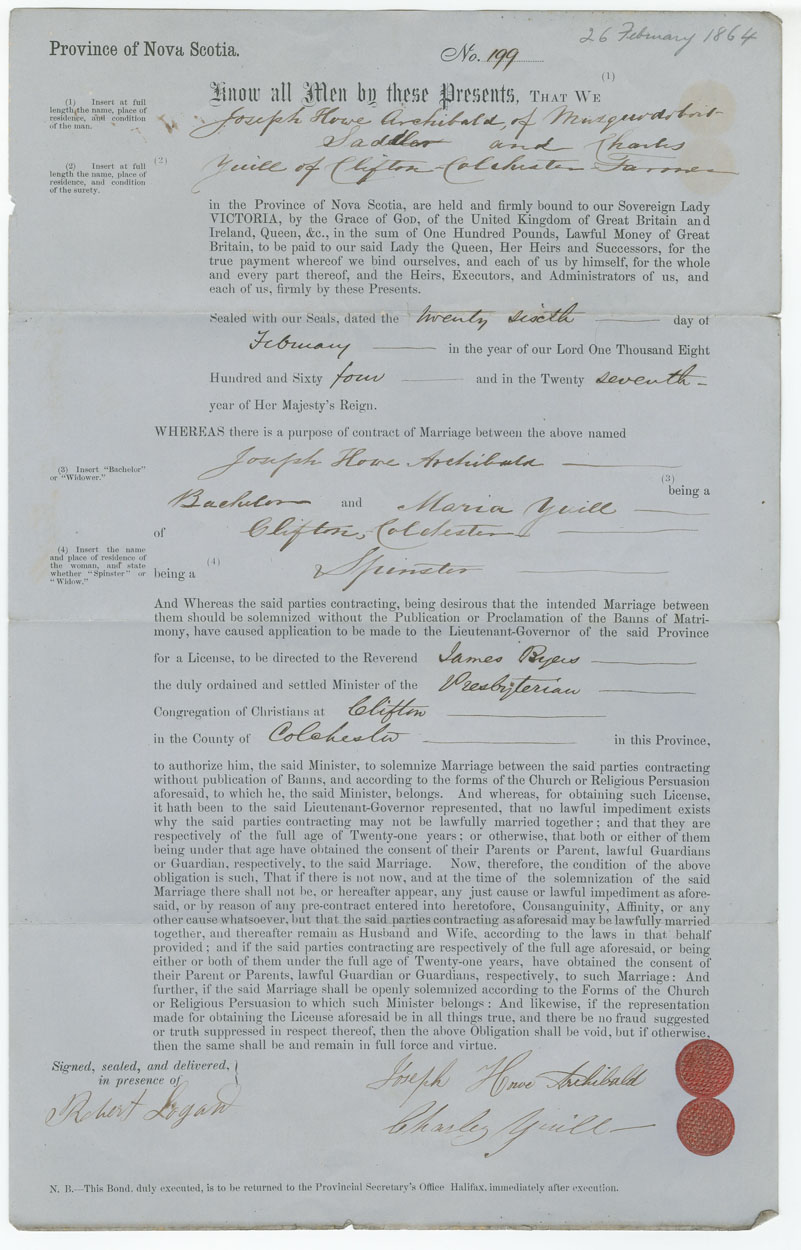 26 February 1864
Province of Nova Scotia.
No. 199
(1)
Know all Men by these Presents, THAT WE
(1) Insert at full
length the name, place of
residence, and condition
of the man.
Joseph Howe Archibald, of Musquodoboit
Saddler and Charles
(2) Insert at full
length the name, place of
residence, and condition
of the surety.
(2)
Yuill of Clifton Colchester Farmer
in the Province of Nova Scotia, are held and firmly bound to our Sovereign Lady
VICTORIA, by the Grace of GOD, of the United Kingdom of Great Britain and
Ireland, Queen, &c., in the sum of One Hundred Pounds, Lawful Money of Great
Britain, to be paid to our said Lady the Queen, Her Heirs and Successors, for the
true payment whereof we bind ourselves, and each of us by himself, for the whole
and every part thereof, and the Heirs, Executors, and Administrators of us, and
each of us, firmly by these Presents.
Sealed with our Seals, dated the twenty sixth day of
February in the year of our Lord One Thousand Eight
Hundred and Sixty four and in the Twenty seventh
year of Her Majesty's Reign.
WHEREAS there is a purpose of contract of Marriage between the above named
(3) Insert "Bachelor"
or "Widower."
Joseph Howe Archibald
(3)
being a
Bachelor and Maria Yuill
of Clifton, Colchester
(4) Insert the name
and place of residence of
the woman, and state
whether "Spinster" or
"Widow."
(4)
being a Spinster
And Whereas the said parties contracting, being desirous that the intended Marriage between
them should be solemnized without the Publication or Proclamation of the Banns of Matri-
mony, have caused application to be made to the Lieutenant-Governor of the said Province
for a License, to be directed to the Reverend James Byers
the duly ordained and settled Minister of the Presbyterian
Congregation of Christians at Clifton
in the County of Colchester in this Province,
to authorize him, the said Minister, to solemnize Marriage between the said parties contracting
without publication of Banns, and according to the forms of the Church or Religious Persuasion
aforesaid, to which he, the said Minister, belongs. And whereas, for obtaining such License,
it hath been to the said Lieutenant-Governor represented, that no lawful impediment exists
why the said parties contracting may not be lawfully married together; and that they are
respectively of the full age of Twenty-one years; or otherwise, that both or either of them
being under that age have obtained the consent of their Parents or Parent, lawful Guardians
or Guardian, respectively, to the said Marriage. Now, therefore, the condition of the above
obligation is such, That if there is not now, and at the time of the solemnization of the said
Marriage there shall not be, or hereafter appear, any just cause or lawful impediment as afore-
said, or by reason of any pre-contract entered into heretofore, Consanguinity, Affinity, or any
other cause whatsoever, but that the said parties contracting as aforesaid may be lawfully married
together, and thereafter remain as Husband and Wife, according to the laws in that behalf
provided; and if the said parties contracting are respectively of the full age aforesaid, or being
either or both of them under the full age of Twenty-one years, have obtained the consent of
their Parent or Parents, lawful Guardian or Guardians, respectively, to such Marriage: And
further, if the said Marriage shall be openly solemnized according to the Forms of the Church
or Religious Persuasion to which such Minister belongs: And likewise, if the representation
made for obtaining the License aforesaid be in all things true, and there be no fraud suggested
or truth suppressed in respect thereof, then the above Obligation shall be void, but if otherwise,
then the same shall be and remain in full force and virtue.
Signed, sealed, and delivered,
in presence of
Joseph Howe Archibald
Robert Logan
Charles Yuill
N. B.—This Bond, duly executed, is to be returned to the Provincial Secretary's Office Halifax, immediately after execution.